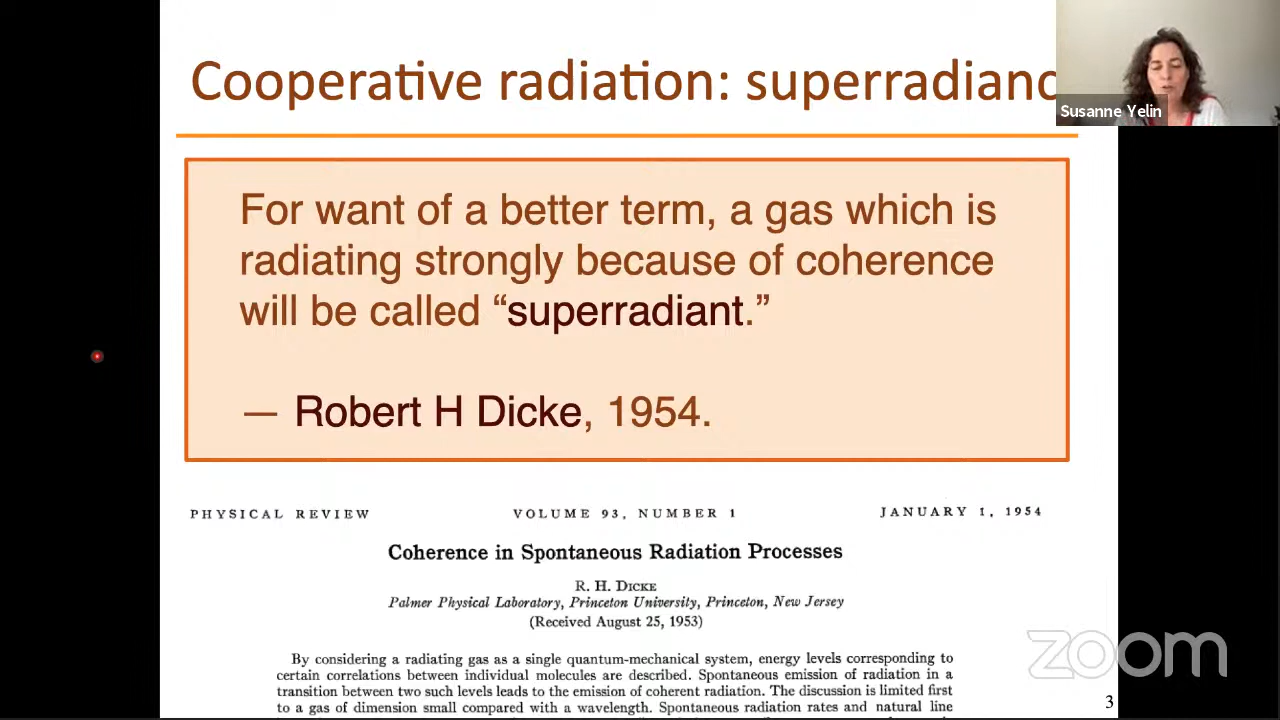 Cooperative radiation: superradianc
Susanne Yelin
For want of a better term, a gas which is
radiating strongly because of coherence
will be called “superradiant.”
— Robert H Dicke, 1954.
PHYSICAL REVIEW VOLUME 93, NUMBER 1 JANUARY 1, 1954
Coherence in Spontaneous Radiation Processes
R. H. DICKE
Palmer Physical Laboratory, Princeton University, Princeton, New Jersey
(Received August 25, 1953)
By considering a radiating gas as a single quantum-mechanical system, energy levels corresponding to
certain correlations between individual molecules are described. Spontaneous emission of radiation in a
transition between two such levels leads to the emission of coherent radiation. The discussion is limited first
to a gas of dimension small compared with a wavelength. Spontaneous radiation rates and natural line
zoom
3